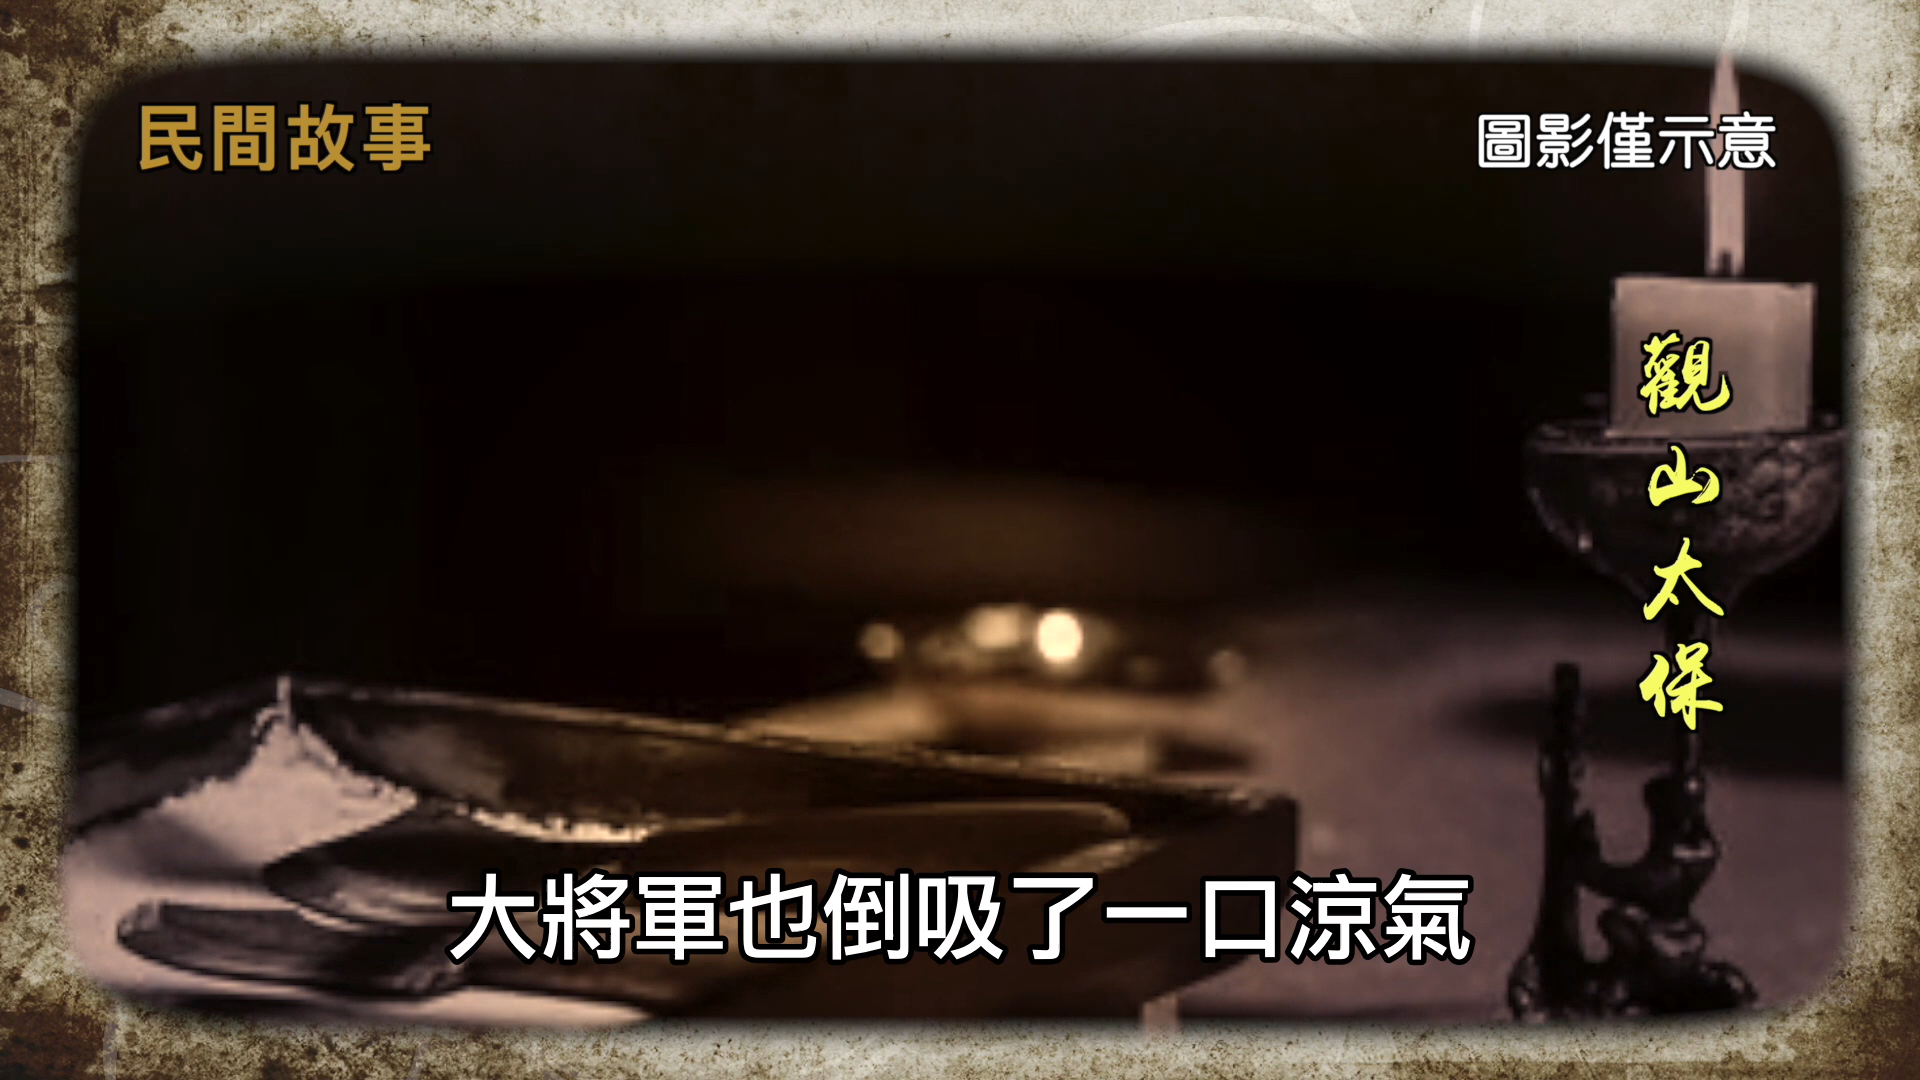 民間故事
圖影僅示意
觀山太保
大將軍也倒吸了一口涼氣